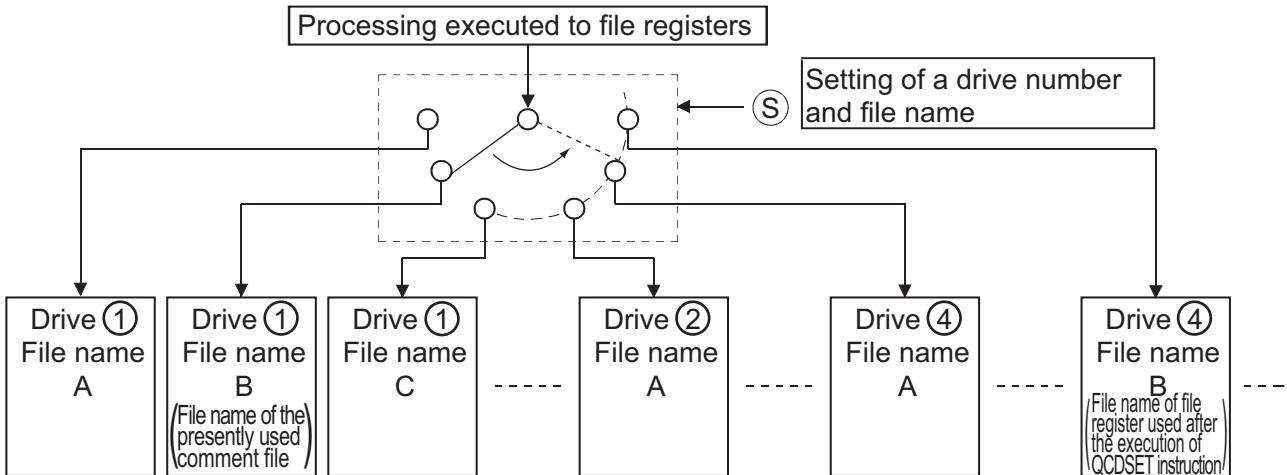 Processing executed to file registers
S
Setting of a drive number
and file name
Drive 1
File name
A
Drive 1
File name
B
(File name of the
presently used
comment file)
Drive 1
File name
C
Drive 2
File name
A
Drive 4
File name
A
Drive 4
File name
B
(File name of file
register used after
the execution of
QCDSET instruction)